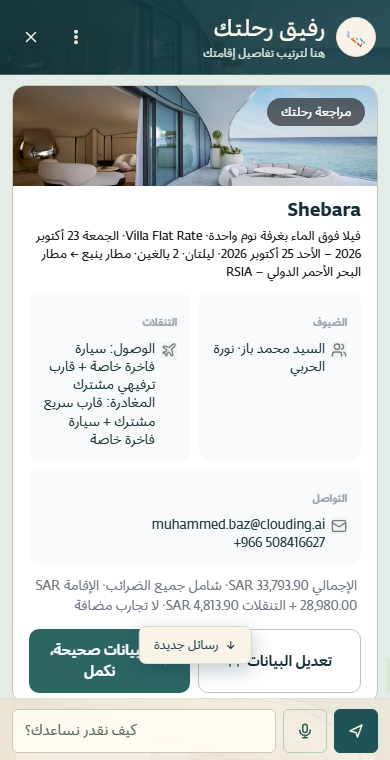 رفيق رحلتك
هنا لترتيب تفاصيل إقامتك
مراجعة رحلتك
Shebara
فيلا فوق الماء بغرفة نوم واحدة · Villa Flat Rate · الجمعة 23 أكتوبر
2026 – الأحد 25 أكتوبر 2026 · ليلتان · 2 بالغين · مطار ينبع ← مطار
البحر الأحمر الدولي – RSIA
الضيوف
السيد محمد باز · نورة
الحربي
التنقلات
الوصول: سيارة
فاخرة خاصة + قارب
ترفيهي مشترك
المغادرة: قارب سريع
مشترك + سيارة
فاخرة خاصة
التواصل
muhammed.baz@clouding.ai
+966 508416627
الإجمالي SAR 33,793.90 · شامل جميع الضرائب · الإقامة SAR
28,980.00 + التنقلات SAR 4,813.90 · لا تجارب مضافة
تعديل البيانات
بيانات صحيحة،
نكمل
↓ رسائل جديدة
كيف نقدر نساعدك؟